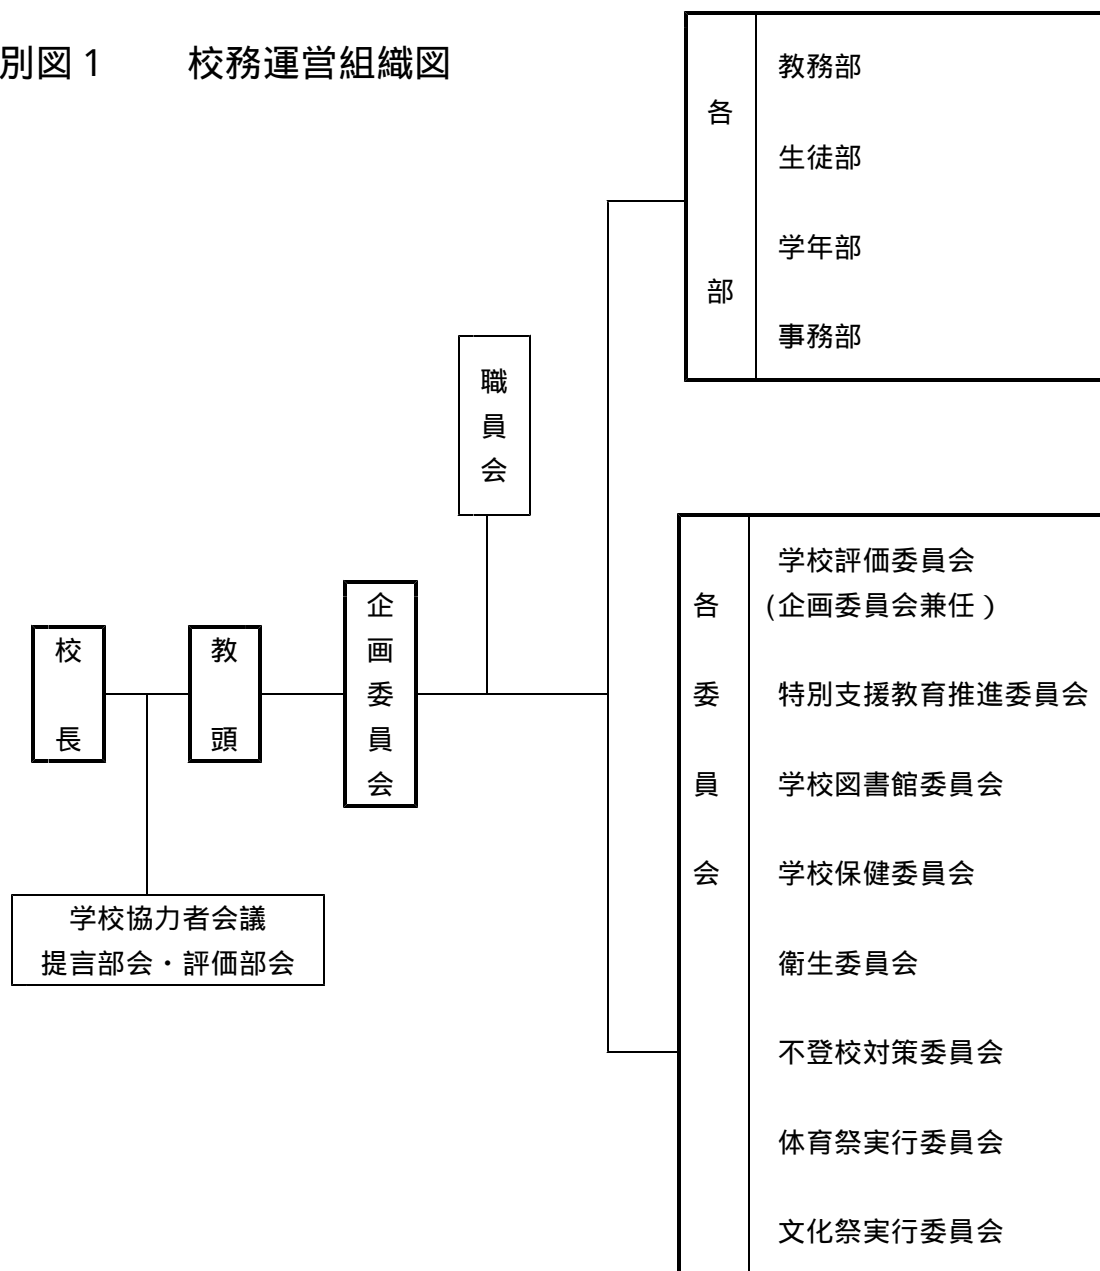 別図1 校務運営組織図
各部
教務部
生徒部
学年部
事務部
職員会
校長
教頭
企画委員会
学校協力者会議
提言部会・評価部会
各委員会
学校評価委員会
(企画委員会兼任)
特別支援教育推進委員会
学校図書館委員会
学校保健委員会
衛生委員会
不登校対策委員会
体育祭実行委員会
文化祭実行委員会